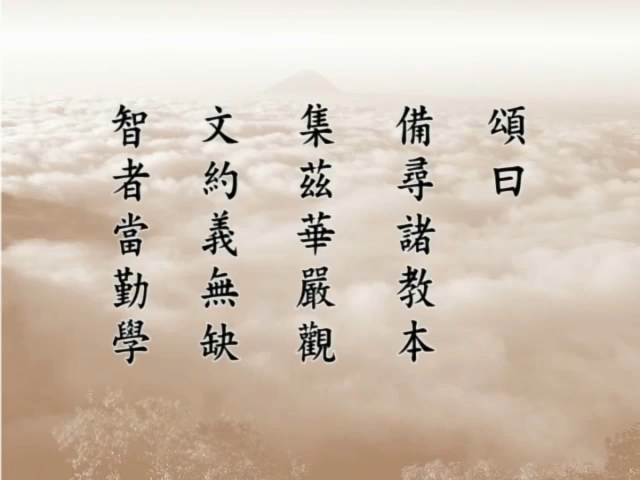 頌曰
備尋諸教本
集茲華嚴觀
文約義無缺
智者當勤學